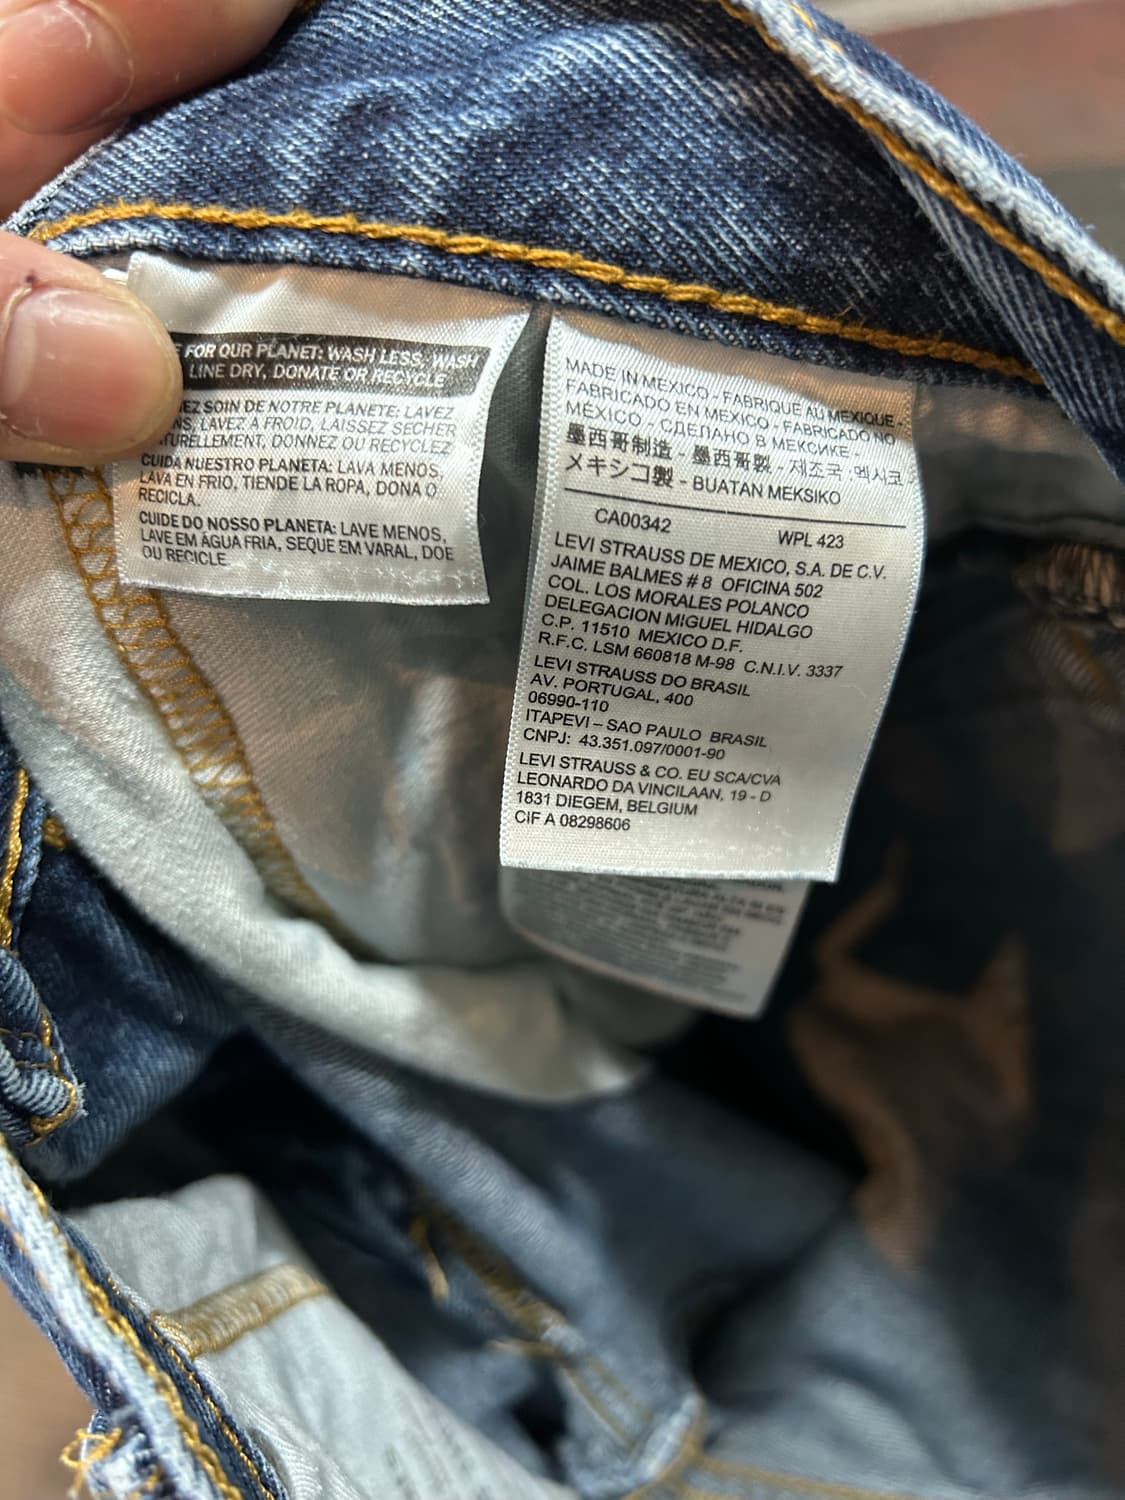 FOR OUR PLANET: WASH LESS, WASH
LINE DRY, DONATE OR RECYCLE
EZ SOIN DE NOTRE PLANETE: LAVEZ
NS, LAVEZ À FROID, LAISSEZ SECHER
TURELLEMENT, DONNEZ OU RECYCLEZ
CUIDA NUESTRO PLANETA: LAVA MENOS,
LAVA EN FRIO, TIENDE LA ROPA, DONA O
RECICLA.
CUIDE DO NOSSO PLANETA: LAVE MENOS,
LAVE EM ÁGUA FRIA, SEQUE EM VARAL, DOE
OU RECICLE.
MADE IN MEXICO - FABRIQUE AU MEXIQUE -
FABRICADO EN MEXICO - FABRICADO NO
MÉXICO - СДЕЛАНО В МЕКСИКЕ -
墨西哥制造 - 墨西哥製 - 제조국 멕시코
メキシコ製 - BUATAN MEKSIKO
CA00342 WPL 423
LEVI STRAUSS DE MEXICO, S.A. DE C.V.
JAIME BALMES # 8 OFICINA 502
COL. LOS MORALES POLANCO
DELEGACION MIGUEL HIDALGO
C.P. 11510 MEXICO D.F.
R.F.C. LSM 660818 M-98 C.N.I.V. 3337
LEVI STRAUSS DO BRASIL
AV. PORTUGAL, 400
06990-110
ITAPEVI – SAO PAULO BRASIL
CNPJ: 43.351.097/0001-90
LEVI STRAUSS & CO. EU SCA/CVA
LEONARDO DA VINCILAAN, 19 - D
1831 DIEGEM, BELGIUM
CIF A 08298606